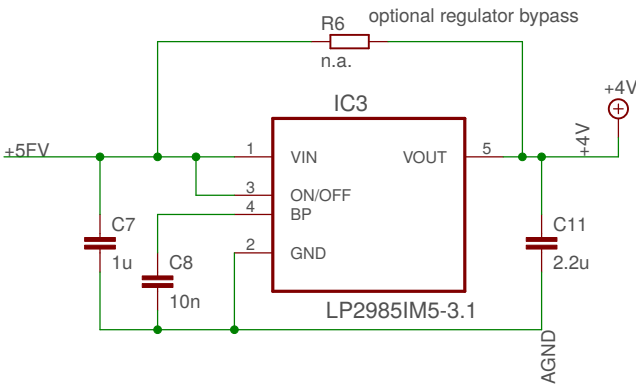 optional regulator bypass
R6
n.a.
IC3
+4V
+5FV
1
VIN
VOUT
5
+4V
3
ON/OFF
4
BP
2
GND
C7
1u
C8
10n
C11
2.2u
LP2985IM5-3.1
AGND